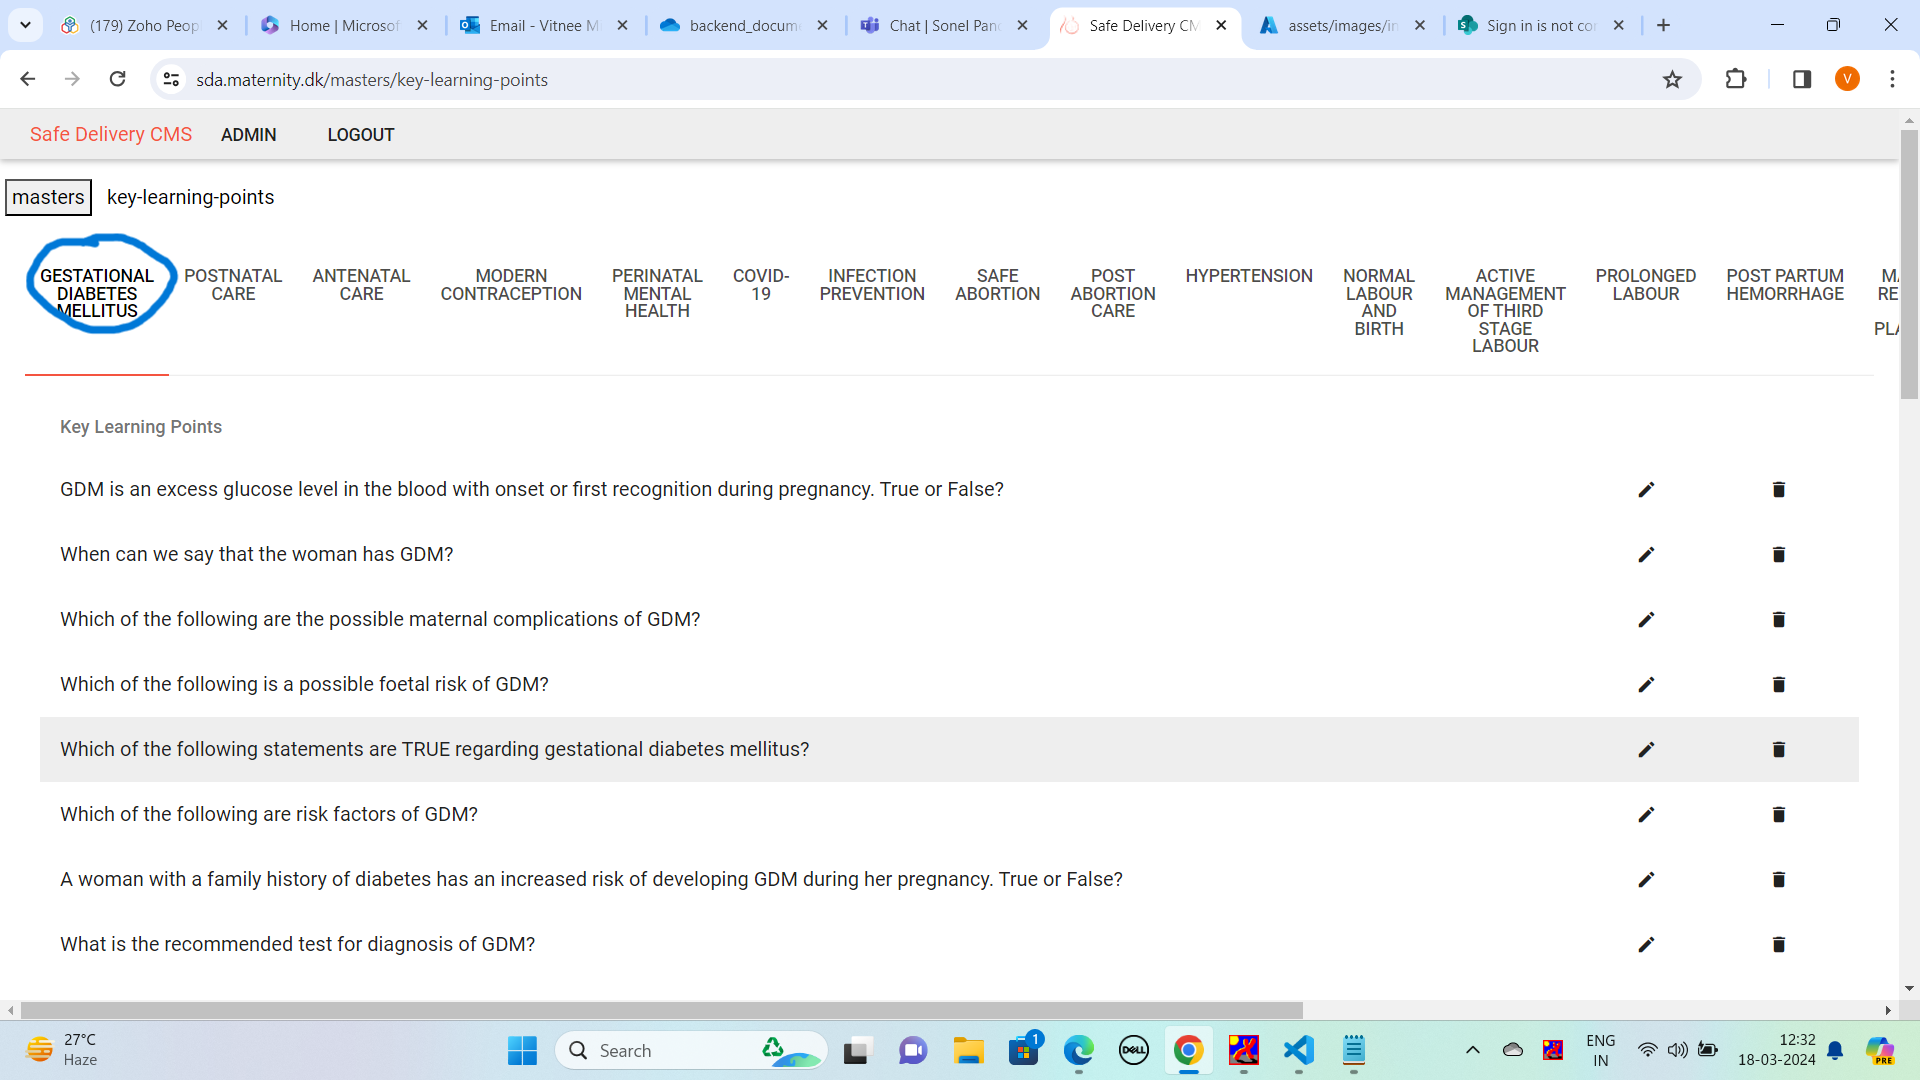 (179) Zoho Peop
Home | Microsof
Email - Vitnee M
backend_docum
Chat | Sonel Pan
Safe Delivery CM
assets/images/in
Sign in is not co
sda.maternity.dk/masters/key-learning-points
V
Safe Delivery CMS ADMIN LOGOUT
masters key-learning-points
GESTATIONAL
DIABETES
MELLITUS
POSTNATAL
CARE
ANTENATAL
CARE
MODERN
CONTRACEPTION
PERINATAL
MENTAL
HEALTH
COVID-
19
INFECTION
PREVENTION
SAFE
ABORTION
POST
ABORTION
CARE
HYPERTENSION
NORMAL
LABOUR
AND
BIRTH
ACTIVE
MANAGEMENT
OF THIRD
STAGE
LABOUR
PROLONGED
LABOUR
POST PARTUM
HEMORRHAGE
Key Learning Points
GDM is an excess glucose level in the blood with onset or first recognition during pregnancy. True or False?
When can we say that the woman has GDM?
Which of the following are the possible maternal complications of GDM?
Which of the following is a possible foetal risk of GDM?
Which of the following statements are TRUE regarding gestational diabetes mellitus?
Which of the following are risk factors of GDM?
A woman with a family history of diabetes has an increased risk of developing GDM during her pregnancy. True or False?
What is the recommended test for diagnosis of GDM?
27°C
Haze
Search
1
DELL
ENG
IN
12:32
18-03-2024
PRE